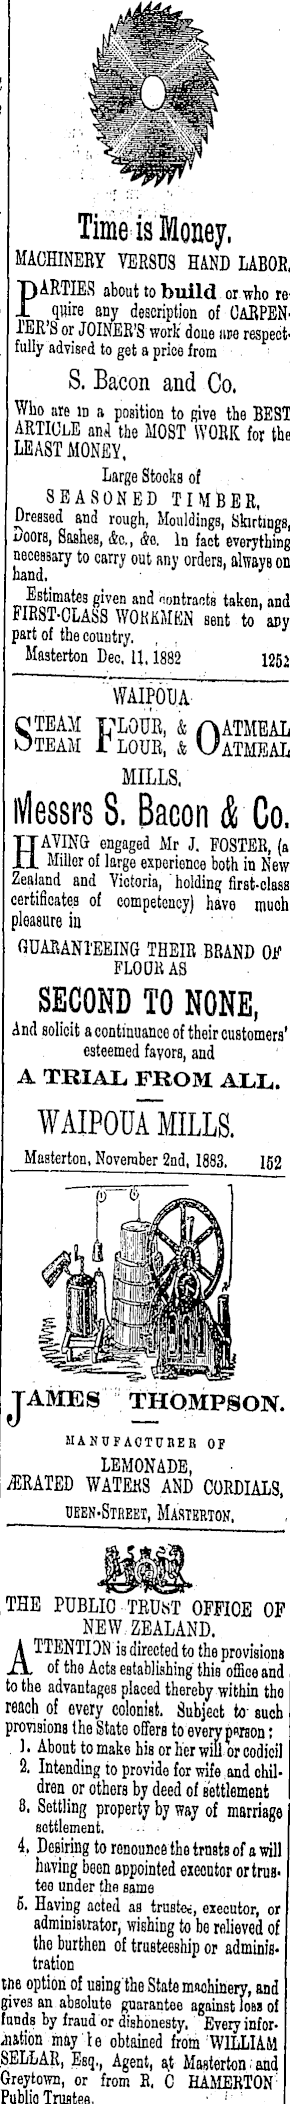 Time is Money.
MACHINERY VERSUS HAND LABOR.
PARTIES about to build or who re-
quire any description of CARPEN-
TER'S or JOINER'S work done are respect-
fully advised to get a price from
S. Bacon and Co.
Who are in a position to give the BEST
ARTICLE and the MOST WORK for the
LEAST MONEY,
Large Stocks of
SEASONED TIMBER,
Dressed and rough, Mouldings, Skirtings,
Doors, Sashes, &c., &c. In fact everything
necessary to carry out any orders, always on
hand.
Estimates given and contracts taken, and
FIRST-CLASS WORKMEN sent to any
part of the country.
Masterton Dec. 11, 1882 1252
WAIPOUA
STEAM FLOUR, & OATMEAL
STEAM FLOUR, & OATMEAL
MILLS.
Messrs S. Bacon & Co.
HAVING engaged Mr J. FOSTER, (a
Miller of large experience both in New
Zealand and Victoria, holding first-class
certificates of competency) have much
pleasure in
GUARANTEEING THEIR BRAND OF
FLOUR AS
SECOND TO NONE,
And solicit a continuance of their customers'
esteemed favors, and
A TRIAL FROM ALL.
WAIPOUA MILLS.
Masterton, November 2nd, 1883. 152
JAMES THOMPSON.
MANUFACTURER OF
LEMONADE,
ÆRATED WATERS AND CORDIALS,
UEEN-STREET, MASTERTON.
THE PUBLIC TRUST OFFICE OF
NEW ZEALAND.
ATTENTION is directed to the provisions
of the Acts establishing this office and
to the advantages placed thereby within the
reach of every colonist. Subject to such
provisions the State offers to every person:
1. About to make his or her will or codicil
2. Intending to provide for wife and chil-
dren or others by deed of settlement
3. Settling property by way of marriage
settlement.
4. Desiring to renounce the trusts of a will
having been appointed executor or trus-
tee under the same
5. Having acted as trustee, executor, or
administrator, wishing to be relieved of
the burthen of trusteeship or adminis-
tration
the option of using the State machinery, and
gives an absolute guarantee against loss of
funds by fraud or dishonesty. Every infor-
mation may be obtained from WILLIAM
SELLAR, Esq., Agent, at Masterton and
Greytown, or from R. C HAMERTON
Public Trustee.